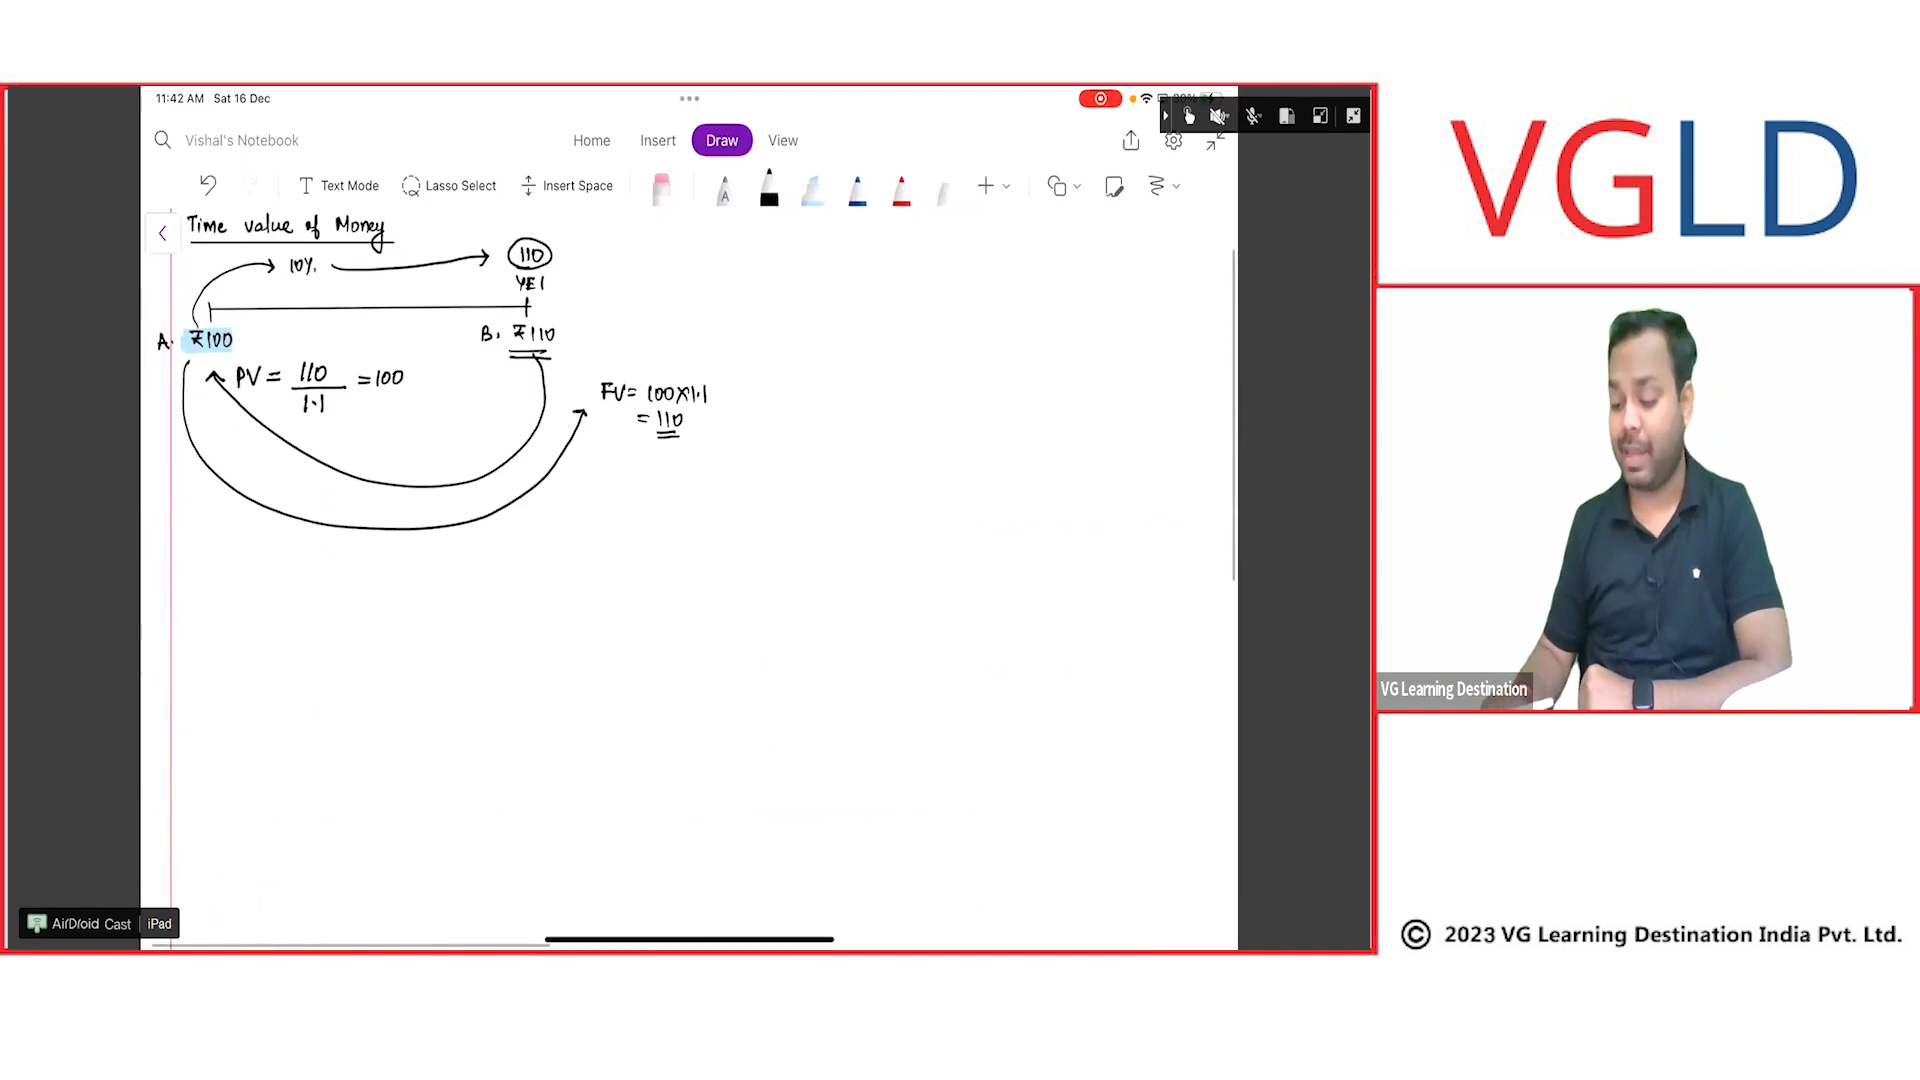 11:42 AM Sat 16 Dec
30%
Vishal's Notebook
Home Insert Draw View
Text Mode Lasso Select Insert Space
Time value of Money
10%. 110
YE1
A. ₹100 B. ₹110
PV = 110 / 1.1 = 100
FV = 100 X 1.1
= 110
AirDroid Cast iPad
VGLD
VG Learning Destination
© 2023 VG Learning Destination India Pvt. Ltd.